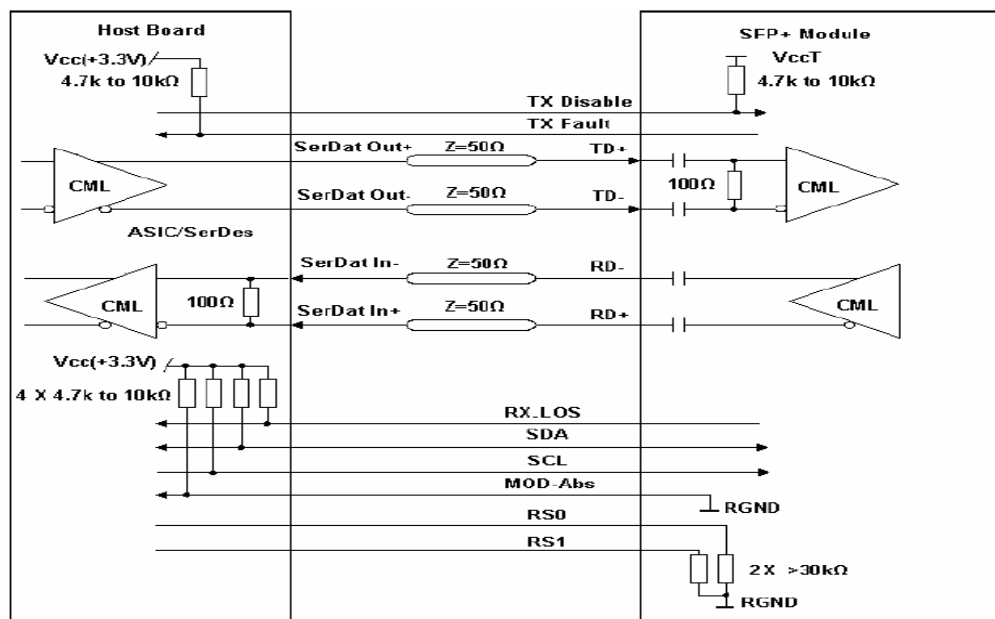 Host Board
SFP+ Module
Vcc(+3.3V)
4.7k to 10kΩ
VccT
4.7k to 10kΩ
TX Disable
TX Fault
SerDat Out+
Z=50Ω
TD+
CML
100Ω
CML
SerDat Out-
Z=50Ω
TD-
ASIC/SerDes
SerDat In-
Z=50Ω
RD-
CML
100Ω
CML
SerDat In+
Z=50Ω
RD+
Vcc(+3.3V)
4 X 4.7k to 10kΩ
RX-LOS
SDA
SCL
MOD-Abs
RGND
RS0
RS1
2X >30kΩ
RGND